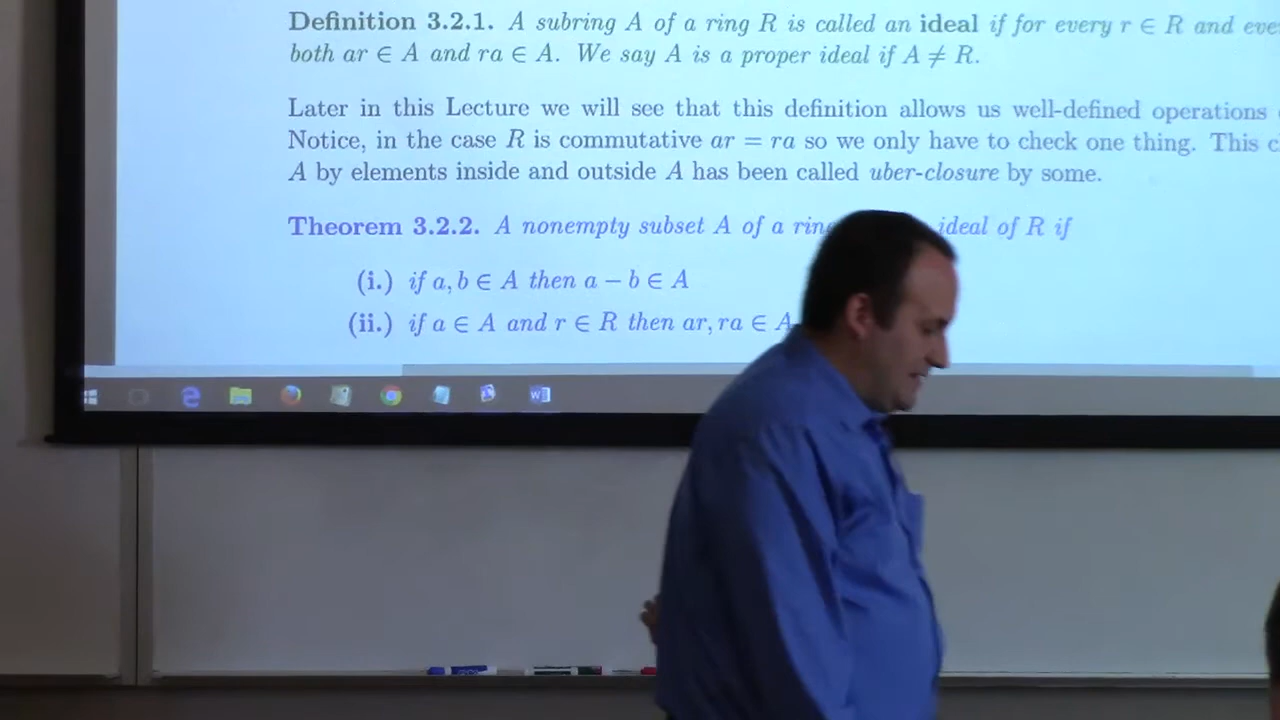 Definition 3.2.1. A subring A of a ring R is called an ideal if for every r ∈ R and
both ar ∈ A and ra ∈ A. We say A is a proper ideal if A ≠ R.
Later in this Lecture we will see that this definition allows us well-defined operations
Notice, in the case R is commutative ar = ra so we only have to check one thing. This
A by elements inside and outside A has been called uber-closure by some.
Theorem 3.2.2. A nonempty subset A of a ideal of R if
(i.) if a, b ∈ A then a − b ∈ A
(ii.) if a ∈ A and r ∈ R then ar, ra ∈ A